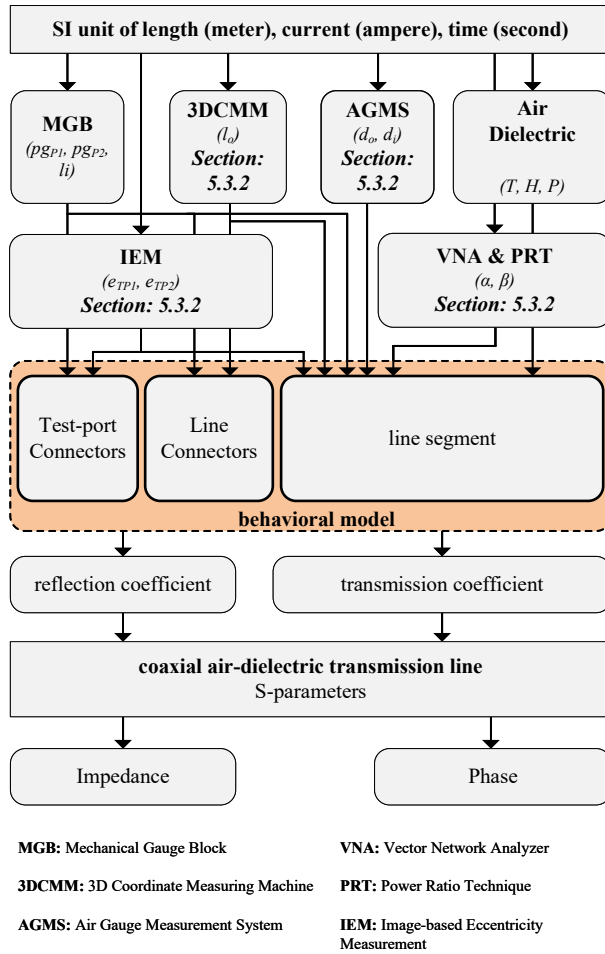 SI unit of length (meter), current (ampere), time (second)
MGB
(pgP1, pgP2,
li)
3DCMM
(lo)
Section:
5.3.2
AGMS
(do, di)
Section:
5.3.2
Air
Dielectric
(T, H, P)
IEM
(eTP1, eTP2)
Section: 5.3.2
VNA & PRT
(α, β)
Section: 5.3.2
Test-port
Connectors
Line
Connectors
line segment
behavioral model
reflection coefficient
transmission coefficient
coaxial air-dielectric transmission line
S-parameters
Impedance
Phase
MGB: Mechanical Gauge Block
3DCMM: 3D Coordinate Measuring Machine
AGMS: Air Gauge Measurement System
VNA: Vector Network Analyzer
PRT: Power Ratio Technique
IEM: Image-based Eccentricity
Measurement